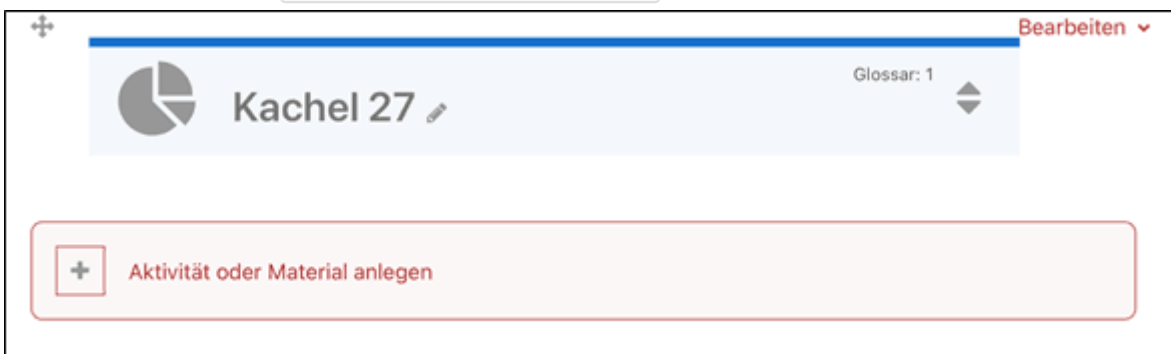 Bearbeiten
Glossar: 1
Kachel 27
Aktivität oder Material anlegen